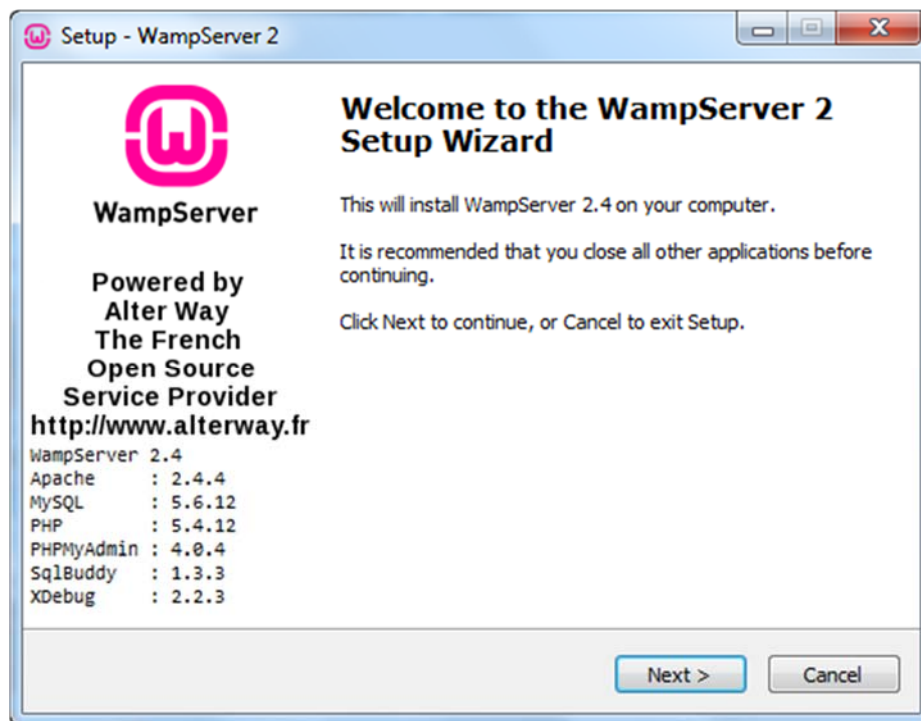 Setup - WampServer 2
WampServer
Powered by
Alter Way
The French
Open Source
Service Provider
http://www.alterway.fr
WampServer 2.4
Apache : 2.4.4
MySQL : 5.6.12
PHP : 5.4.12
PHPMyAdmin : 4.0.4
SqlBuddy : 1.3.3
XDebug : 2.2.3
Welcome to the WampServer 2
Setup Wizard
This will install WampServer 2.4 on your computer.
It is recommended that you close all other applications before
continuing.
Click Next to continue, or Cancel to exit Setup.
Next >
Cancel